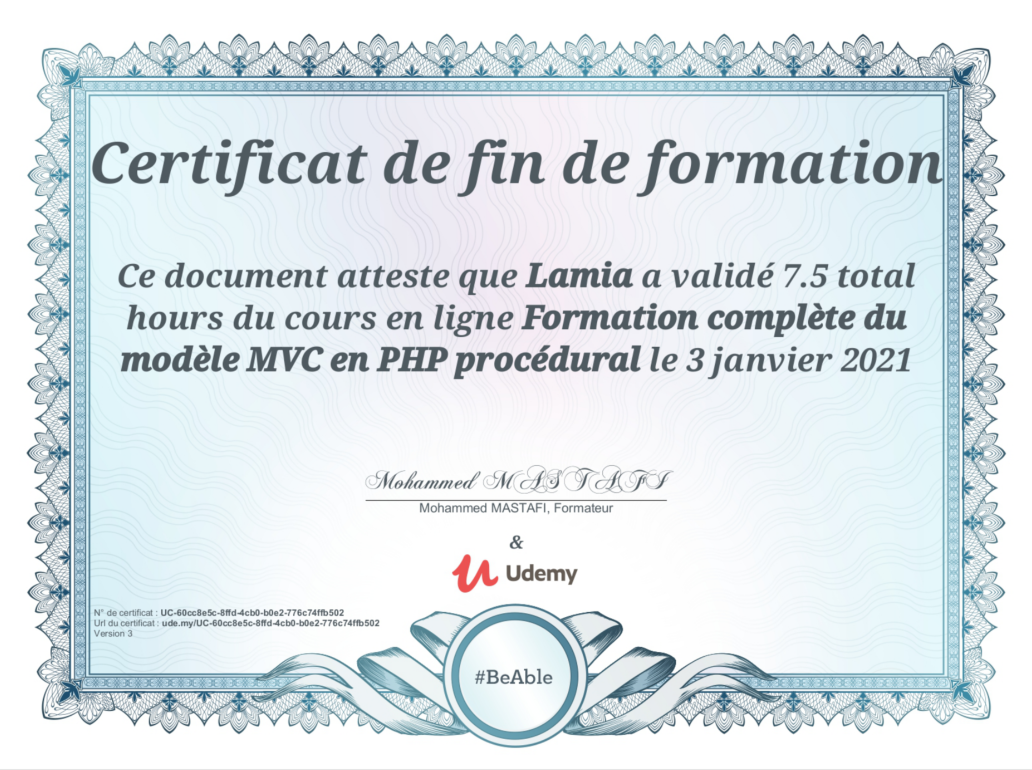 Certificat de fin de formation
Ce document atteste que Lamia a validé 7.5 total
hours du cours en ligne Formation complète du
modèle MVC en PHP procédural le 3 janvier 2021
Mohammed MASTAFI
Mohammed MASTAFI, Formateur
&
Udemy
N° de certificat : UC-60cc8e5c-8ffd-4cb0-b0e2-776c74ffb502
Url du certificat : ude.my/UC-60cc8e5c-8ffd-4cb0-b0e2-776c74ffb502
Version 3
#BeAble